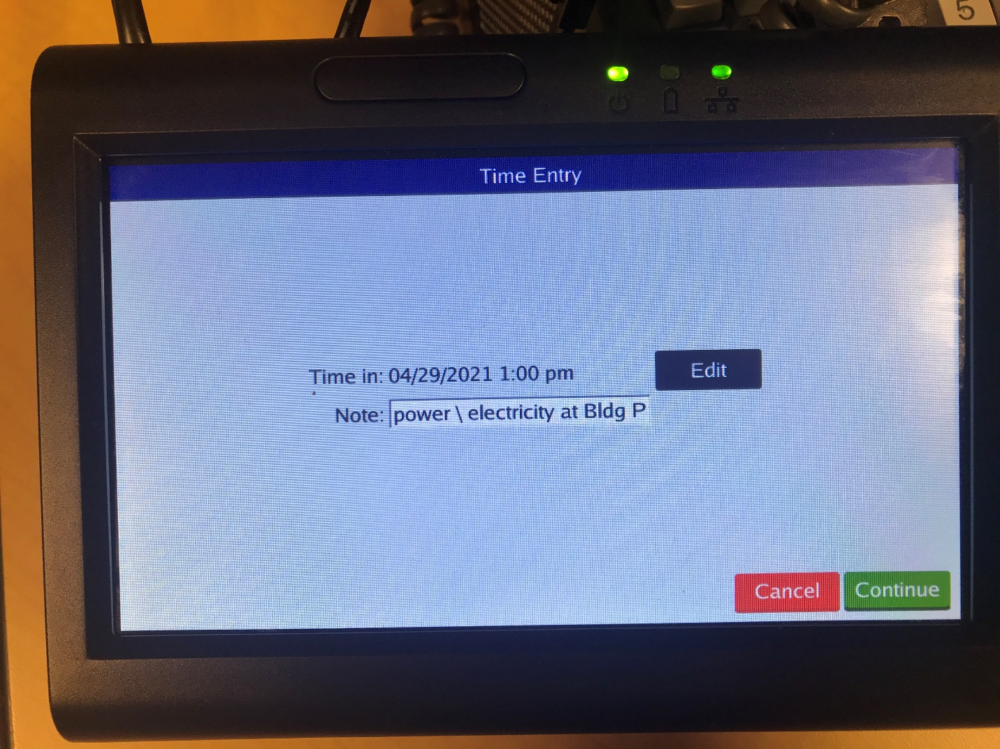 5
Time Entry
Time in: 04/29/2021 1:00 pm
Edit
Note: power \ electricity at Bldg P
Cancel
Continue